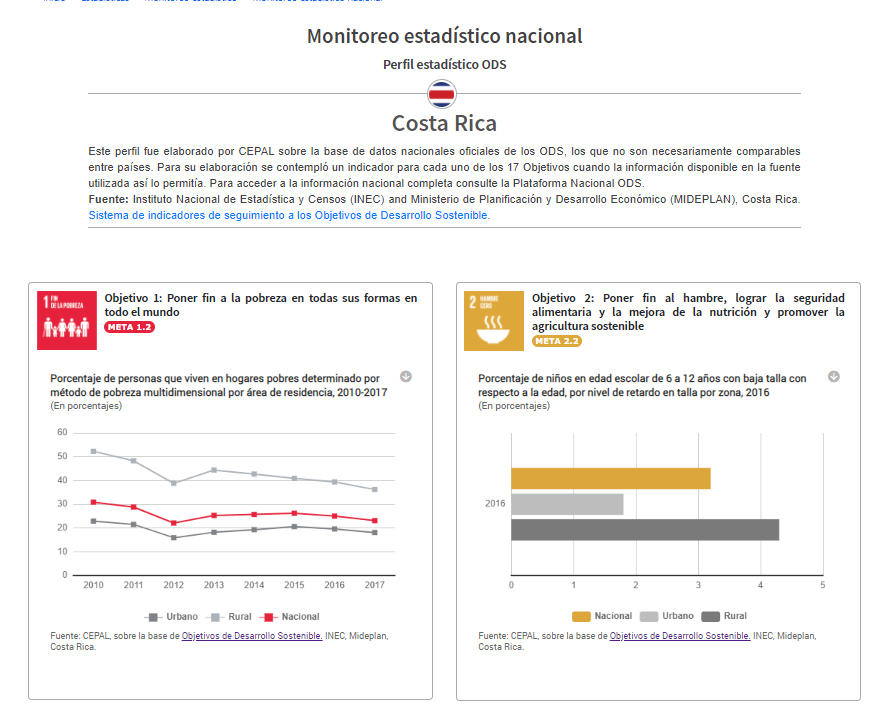 Monitoreo estadístico nacional
Perfil estadístico ODS
Costa Rica
Este perfil fue elaborado por CEPAL sobre la base de datos nacionales oficiales de los ODS, los que no son necesariamente comparables
entre países. Para su elaboración se contempló un indicador para cada uno de los 17 Objetivos cuando la información disponible en la fuente
utilizada así lo permitía. Para acceder a la información nacional completa consulte la Plataforma Nacional ODS.
Fuente: Instituto Nacional de Estadística y Censos (INEC) and Ministerio de Planificación y Desarrollo Económico (MIDEPLAN), Costa Rica.
Sistema de indicadores de seguimiento a los Objetivos de Desarrollo Sostenible.
1 FIN
DE LA POBREZA
Objetivo 1: Poner fin a la pobreza en todas sus formas en
todo el mundo
META 1.2
Porcentaje de personas que viven en hogares pobres determinado por
método de pobreza multidimensional por área de residencia, 2010-2017
(En porcentajes)
60
50
40
30
20
10
0
2010 2011 2012 2013 2014 2015 2016 2017
Urbano Rural Nacional
Fuente: CEPAL, sobre la base de Objetivos de Desarrollo Sostenible. INEC, Mideplan,
Costa Rica.
2 HAMBRE
CERO
Objetivo 2: Poner fin al hambre, lograr la seguridad
alimentaria y la mejora de la nutrición y promover la
agricultura sostenible
META 2.2
Porcentaje de niños en edad escolar de 6 a 12 años con baja talla con
respecto a la edad, por nivel de retardo en talla por zona, 2016
(En porcentajes)
2016
0 1 2 3 4 5
Nacional Urbano Rural
Fuente: CEPAL, sobre la base de Objetivos de Desarrollo Sostenible. INEC, Mideplan,
Costa Rica.